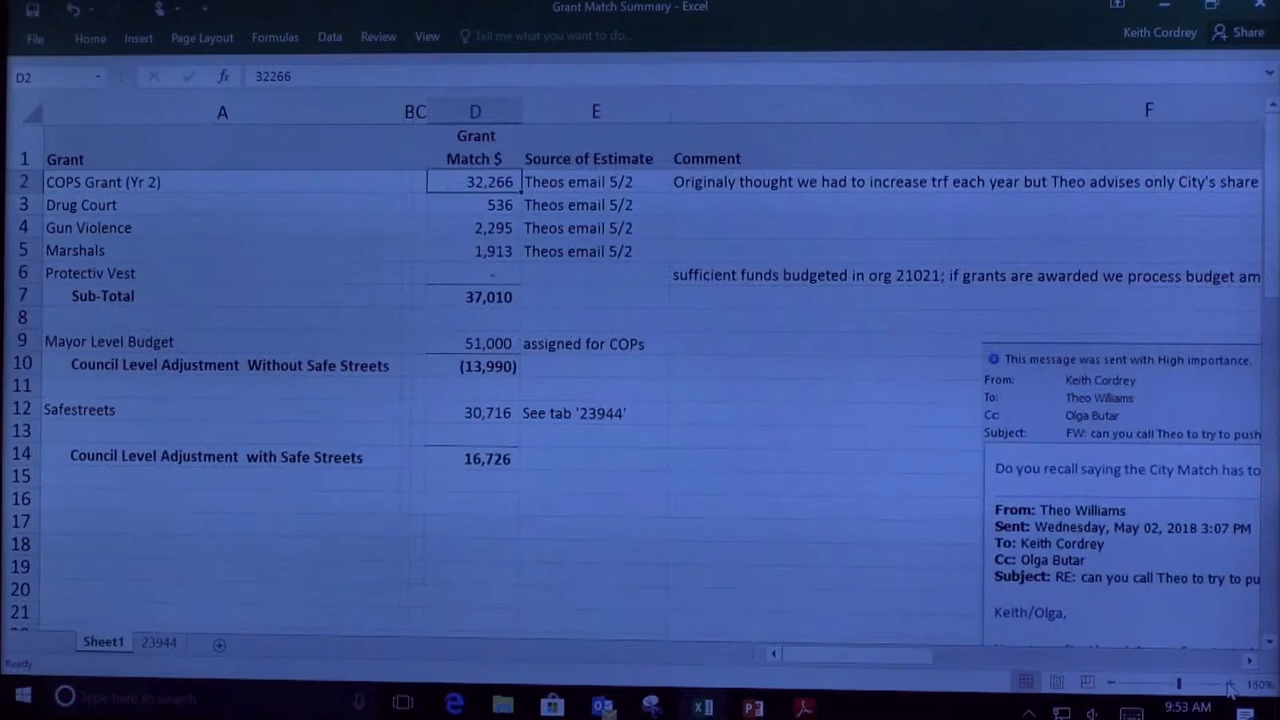 Grant Match Summary - Excel
File Home Insert Page Layout Formulas Data Review View Tell me what you want to do... Keith Cordrey Share
D2 fx 32266
A BC D E F
Grant
1 Grant Match $ Source of Estimate Comment
2 COPS Grant (Yr 2) 32,266 Theos email 5/2 Originaly thought we had to increase trf each year but Theo advises only City's share
3 Drug Court 536 Theos email 5/2
4 Gun Violence 2,295 Theos email 5/2
5 Marshals 1,913 Theos email 5/2
6 Protectiv Vest - sufficient funds budgeted in org 21021; if grants are awarded we process budget am
7 Sub-Total 37,010
8
9 Mayor Level Budget 51,000 assigned for COPs
10 Council Level Adjustment Without Safe Streets (13,990)
11
12 Safestreets 30,716 See tab '23944'
13
14 Council Level Adjustment with Safe Streets 16,726
15
16
17
18
19
20
21
This message was sent with High importance.
From: Keith Cordrey
To: Theo Williams
Cc: Olga Butar
Subject: FW: can you call Theo to try to push
Do you recall saying the City Match has to
From: Theo Williams
Sent: Wednesday, May 02, 2018 3:07 PM
To: Keith Cordrey
Cc: Olga Butar
Subject: RE: can you call Theo to try to pu
Keith/Olga,
Sheet1 23944
Ready
160%
Type here to search
9:53 AM